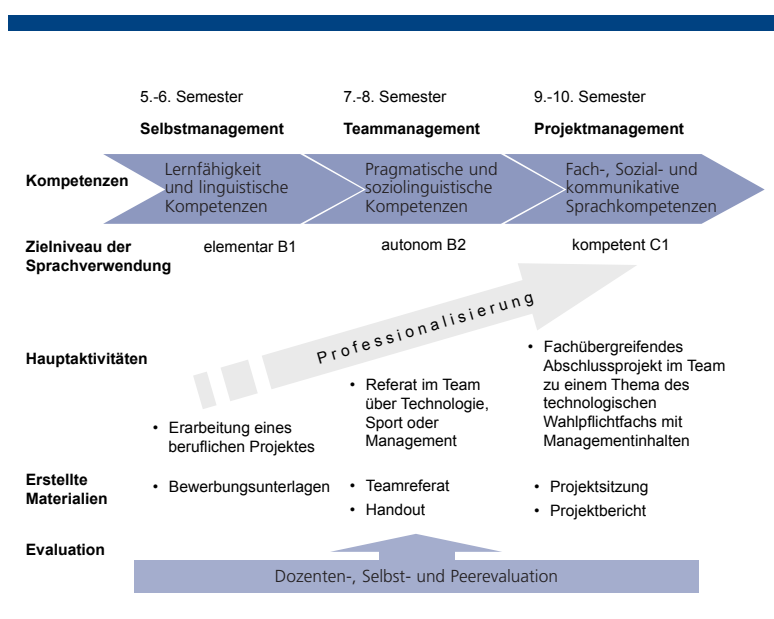 5.-6. Semester
7.-8. Semester
9.-10. Semester
Selbstmanagement
Teammanagement
Projektmanagement
Kompetenzen
Lernfähigkeit
und linguistische
Kompetenzen
Pragmatische und
soziolinguistische
Kompetenzen
Fach-, Sozial- und
kommunikative
Sprachkompetenzen
Zielniveau der
Sprachverwendung
elementar B1
autonom B2
kompetent C1
Professionalisierung
Hauptaktivitäten
• Erarbeitung eines
beruflichen Projektes
• Referat im Team
über Technologie,
Sport oder
Management
• Fachübergreifendes
Abschlussprojekt im Team
zu einem Thema des
technologischen
Wahlpflichtfachs mit
Managementinhalten
Erstellte
Materialien
• Bewerbungsunterlagen
• Teamreferat
• Handout
• Projektsitzung
• Projektbericht
Evaluation
Dozenten-, Selbst- und Peerevaluation